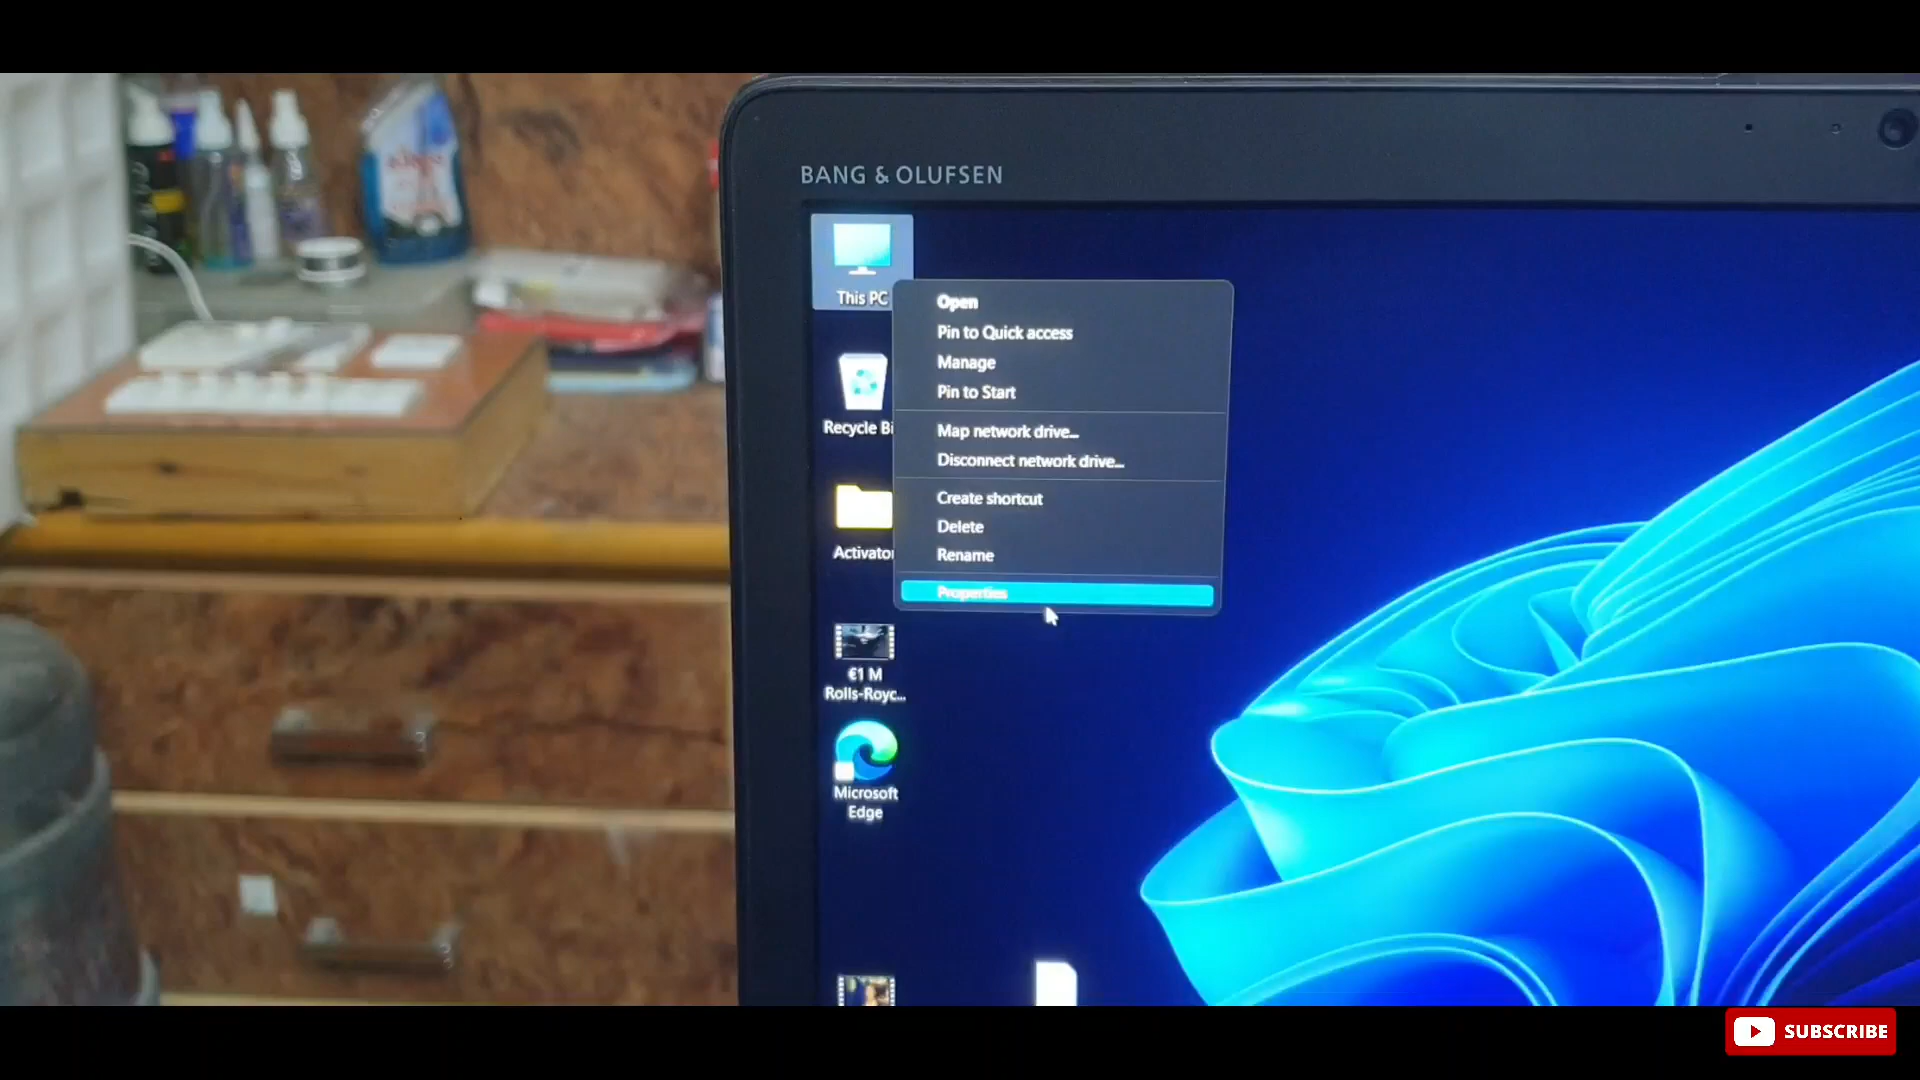 BANG & OLUFSEN
This PC
Open
Pin to Quick access
Manage
Pin to Start
Map network drive...
Disconnect network drive...
Create shortcut
Delete
Rename
Properties
Recycle Bi
Activator
€1 M
Rolls-Royc...
Microsoft
Edge
SUBSCRIBE